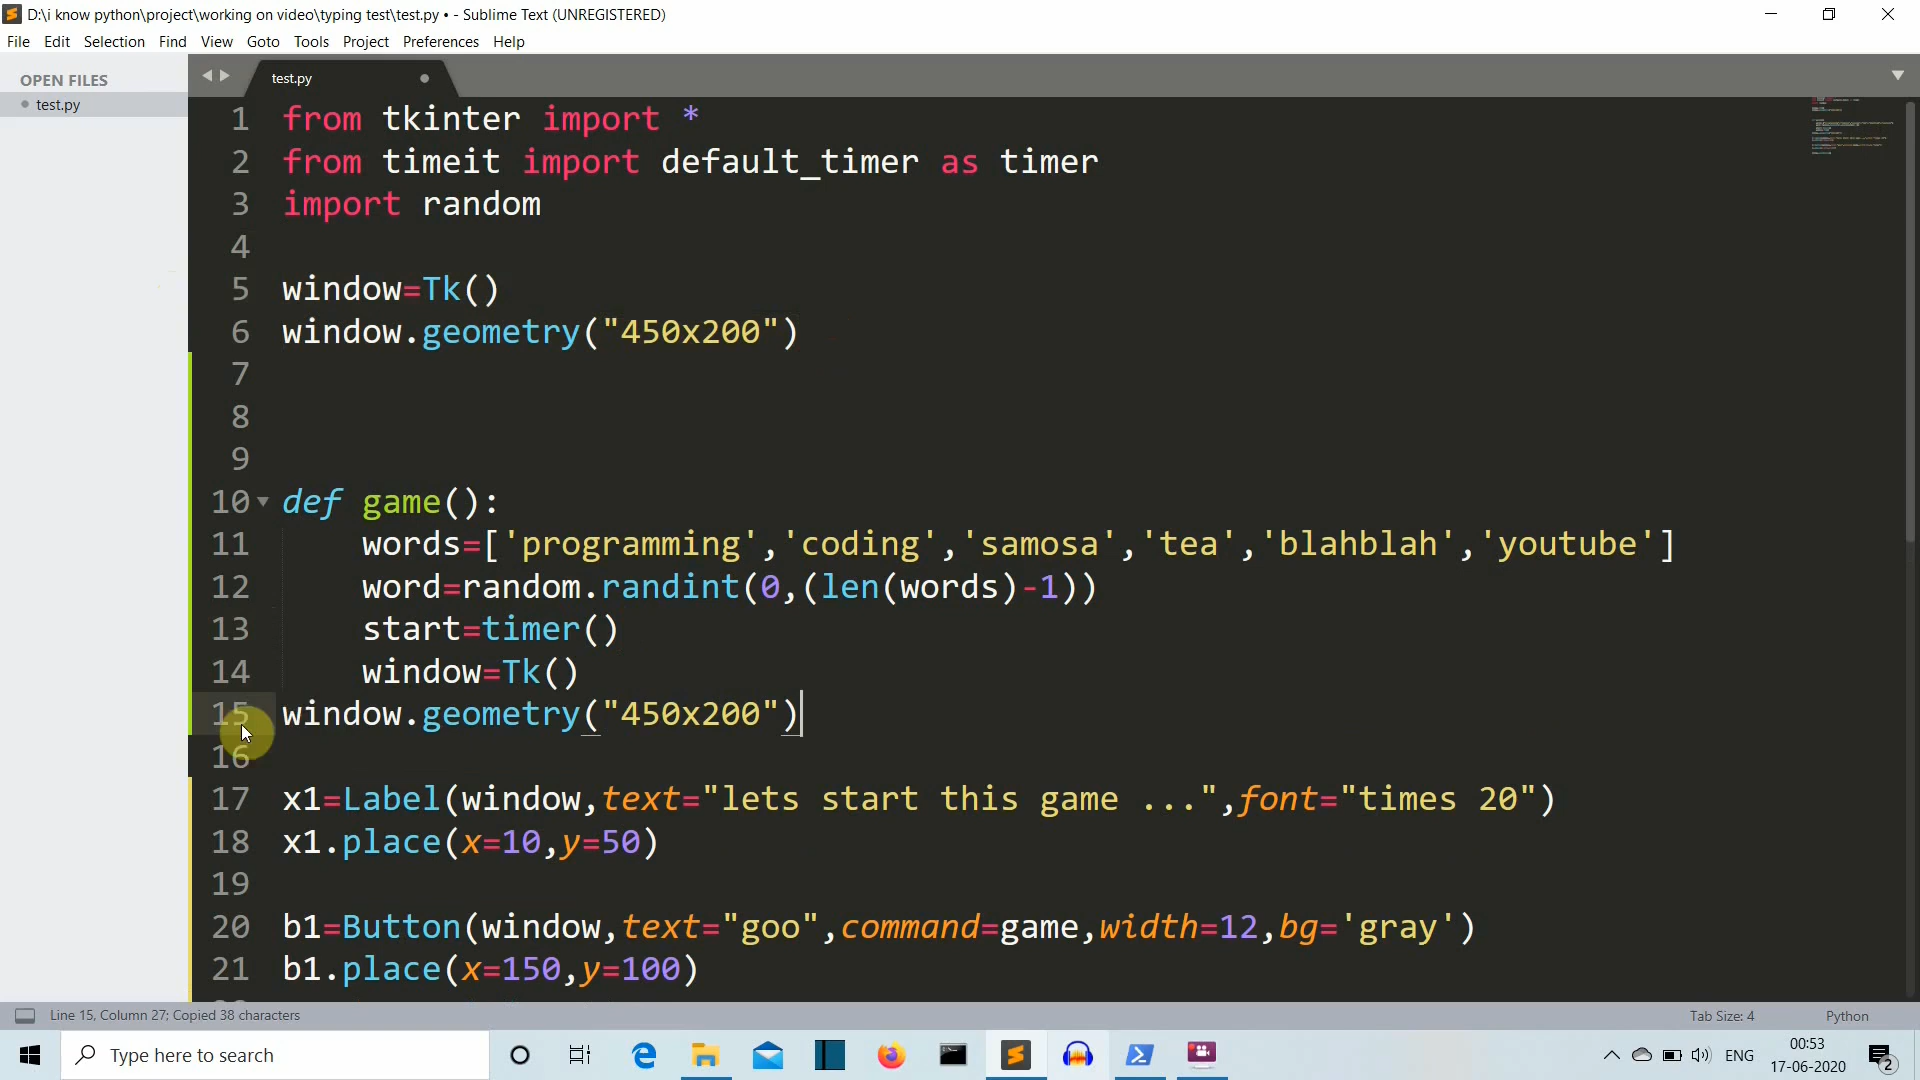 D:\i know python\project\working on video\typing test\test.py • - Sublime Text (UNREGISTERED)
File Edit Selection Find View Goto Tools Project Preferences Help
OPEN FILES
test.py
test.py
1 from tkinter import *
2 from timeit import default_timer as timer
3 import random
4
5 window=Tk()
6 window.geometry("450x200")
7
8
9
10 def game():
11 words=['programming','coding','samosa','tea','blahblah','youtube']
12 word=random.randint(0,(len(words)-1))
13 start=timer()
14 window=Tk()
15 window.geometry("450x200")
16
17 x1=Label(window,text="lets start this game ...",font="times 20")
18 x1.place(x=10,y=50)
19
20 b1=Button(window,text="goo",command=game,width=12,bg='gray')
21 b1.place(x=150,y=100)
Line 15, Column 27; Copied 38 characters
Tab Size: 4 Python
Type here to search
ENG
00:53
17-06-2020
2